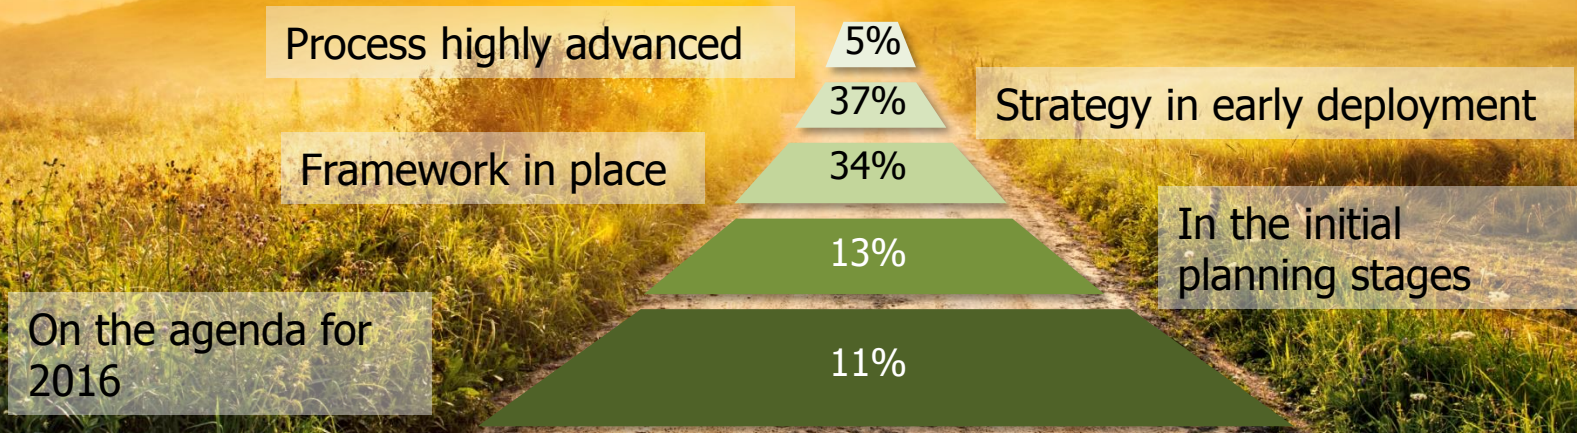 Process highly advanced
5%
37%
Strategy in early deployment
Framework in place
34%
In the initial
planning stages
13%
On the agenda for
2016
11%